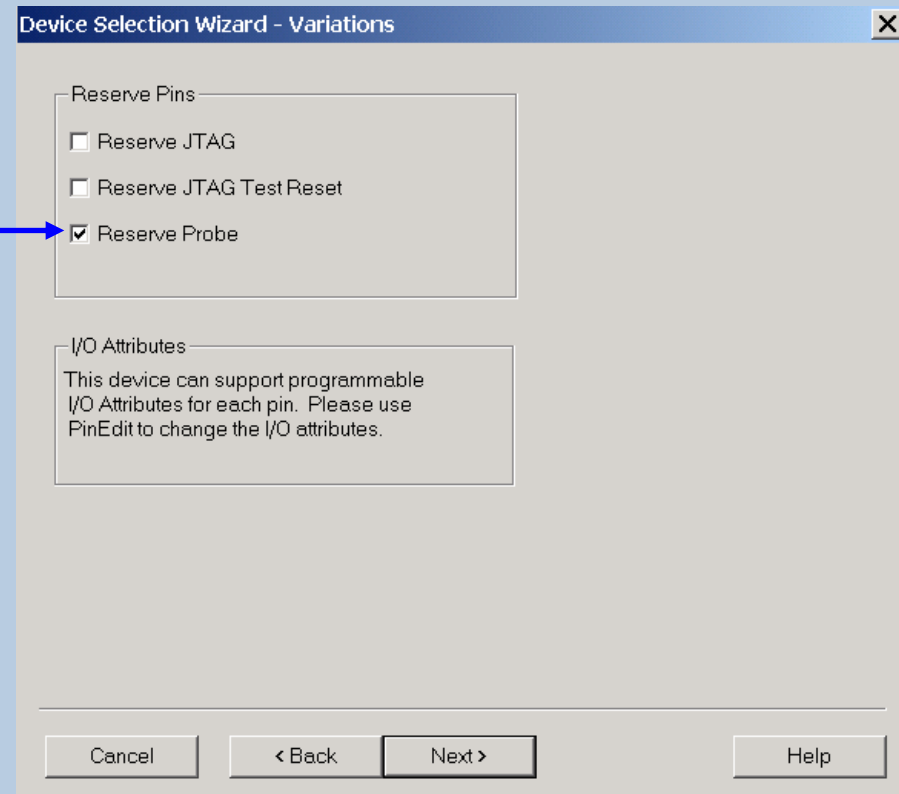 Device Selection Wizard - Variations
Reserve Pins
Reserve JTAG
Reserve JTAG Test Reset
Reserve Probe
I/O Attributes
This device can support programmable
I/O Attributes for each pin. Please use
PinEdit to change the I/O attributes.
Cancel
< Back
Next >
Help